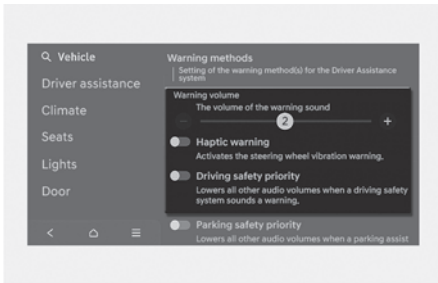 Vehicle
Driver assistance
Climate
Seats
Lights
Door
Warning methods
Setting of the warning method(s) for the Driver Assistance
system
Warning volume
The volume of the warning sound
− 2 +
Haptic warning
Activates the steering wheel vibration warning.
Driving safety priority
Lowers all other audio volumes when a driving safety
system sounds a warning.
Parking safety priority
Lowers all other audio volumes when a parking assist